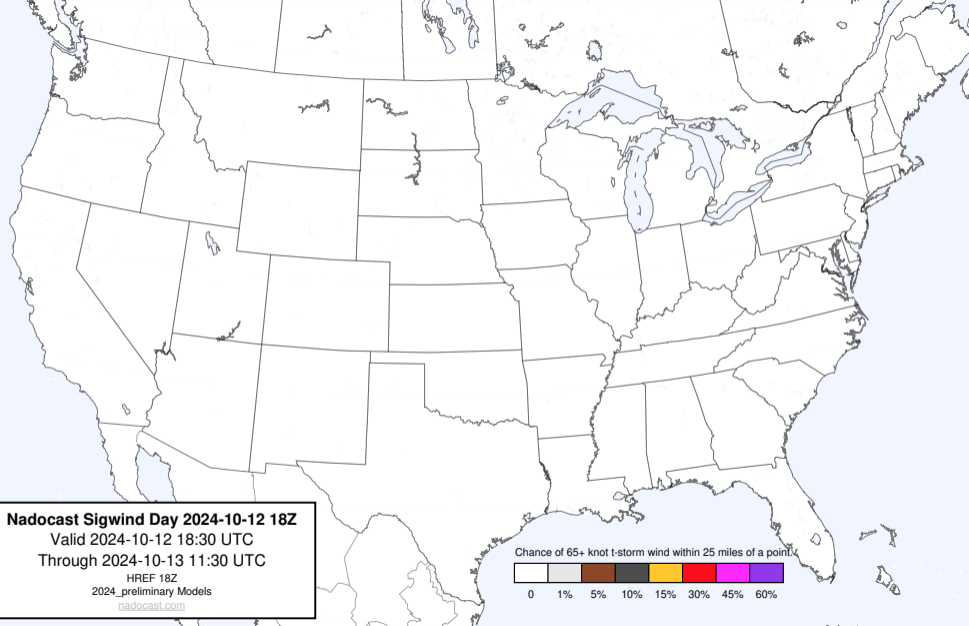 Nadocast Sigwind Day 2024-10-12 18Z
Valid 2024-10-12 18:30 UTC
Through 2024-10-13 11:30 UTC
HREF 18Z
2024_preliminary Models
nadocast.com
Chance of 65+ knot t-storm wind within 25 miles of a point.
0 1% 5% 10% 15% 30% 45% 60%